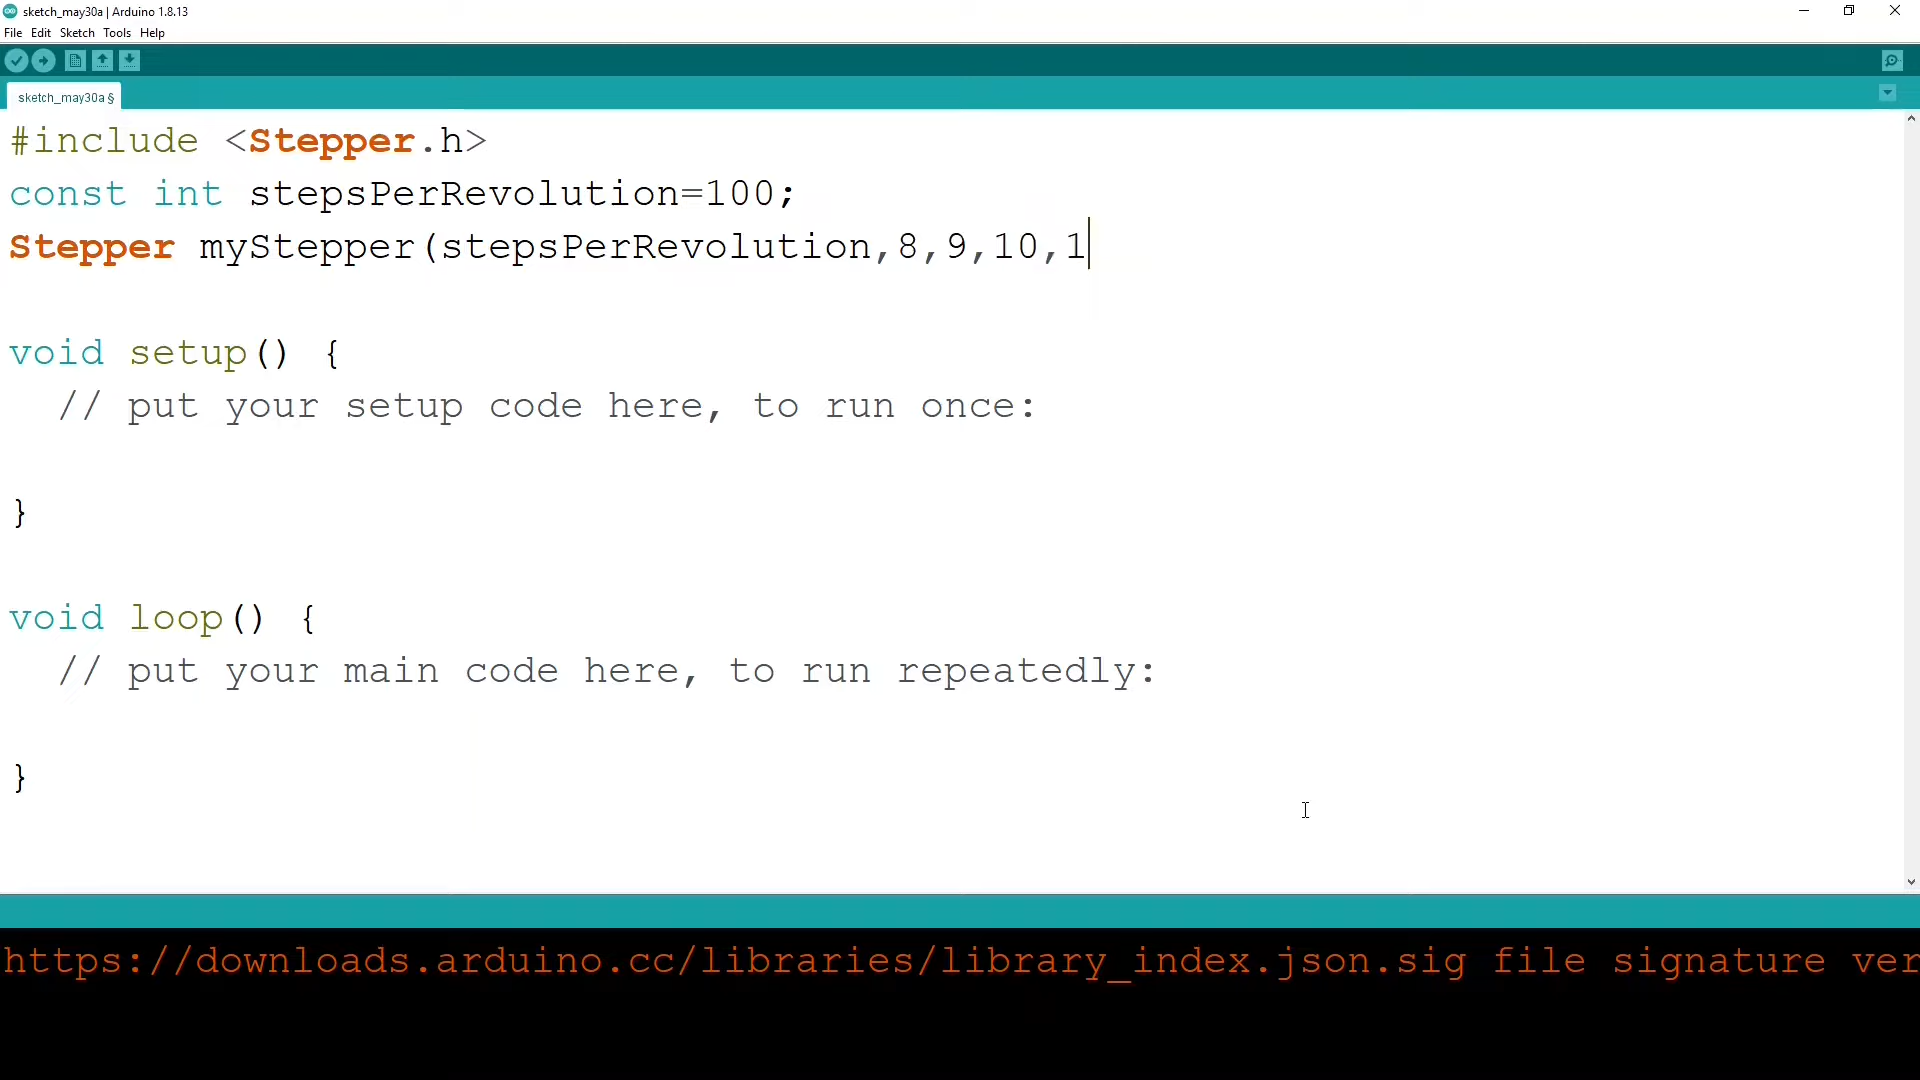 sketch_may30a | Arduino 1.8.13
File Edit Sketch Tools Help
sketch_may30a §
#include <Stepper.h>
const int stepsPerRevolution=100;
Stepper myStepper(stepsPerRevolution,8,9,10,1
void setup() {
// put your setup code here, to run once:
}
void loop() {
// put your main code here, to run repeatedly:
}
https://downloads.arduino.cc/libraries/library_index.json.sig file signature ver